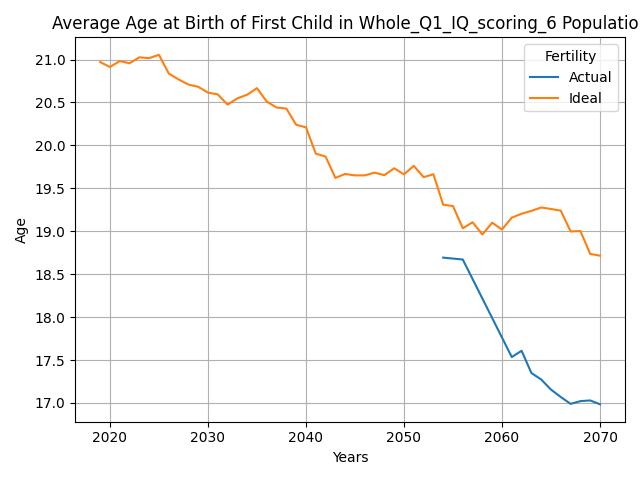 Average Age at Birth of First Child in Whole_Q1_IQ_scoring_6 Populatio
Fertility
Actual
Ideal
21.0
20.5
20.0
19.5
19.0
18.5
18.0
17.5
17.0
Age
2020 2030 2040 2050 2060 2070
Years